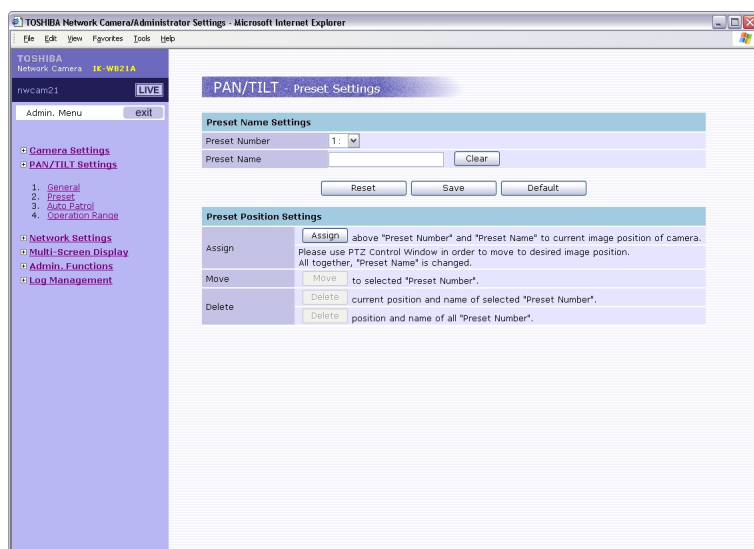 TOSHIBA Network Camera/Administrator Settings - Microsoft Internet Explorer
File Edit View Favorites Tools Help
TOSHIBA
Network Camera IK-WB21A
nwcam21 LIVE
Admin. Menu exit
Camera Settings
PAN/TILT Settings
1. General
2. Preset
3. Auto Patrol
4. Operation Range
Network Settings
Multi-Screen Display
Admin. Functions
Log Management
PAN/TILT - Preset Settings
Preset Name Settings
Preset Number 1:
Preset Name Clear
Reset Save Default
Preset Position Settings
Assign Assign above "Preset Number" and "Preset Name" to current image position of camera.
Please use PTZ Control Window in order to move to desired image position.
All together, "Preset Name" is changed.
Move Move to selected "Preset Number".
Delete Delete current position and name of selected "Preset Number".
Delete position and name of all "Preset Number".